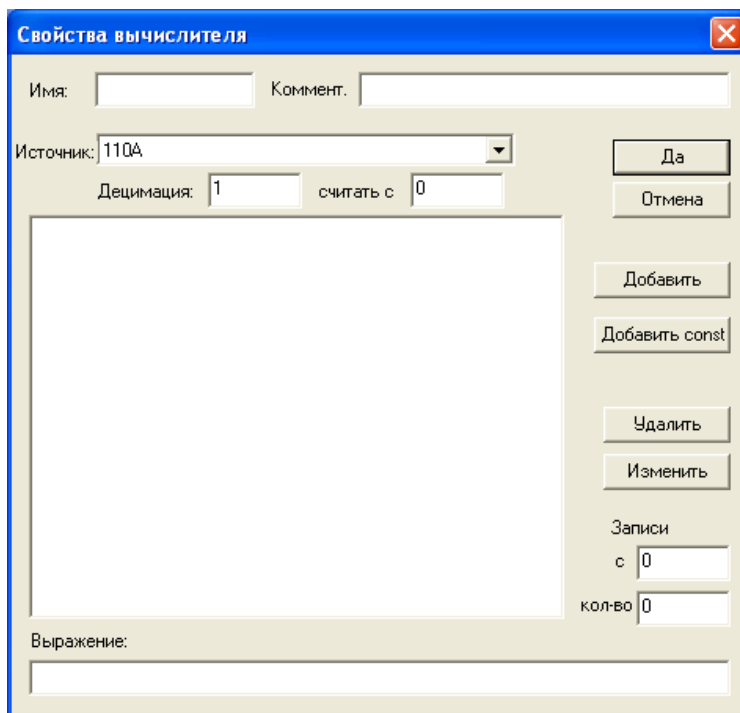 Свойства вычислителя
Имя: Коммент.
Источник: 110А
Да
Децимация: 1 считать с 0
Отмена
Добавить
Добавить const
Удалить
Изменить
Записи
с 0
кол-во 0
Выражение: